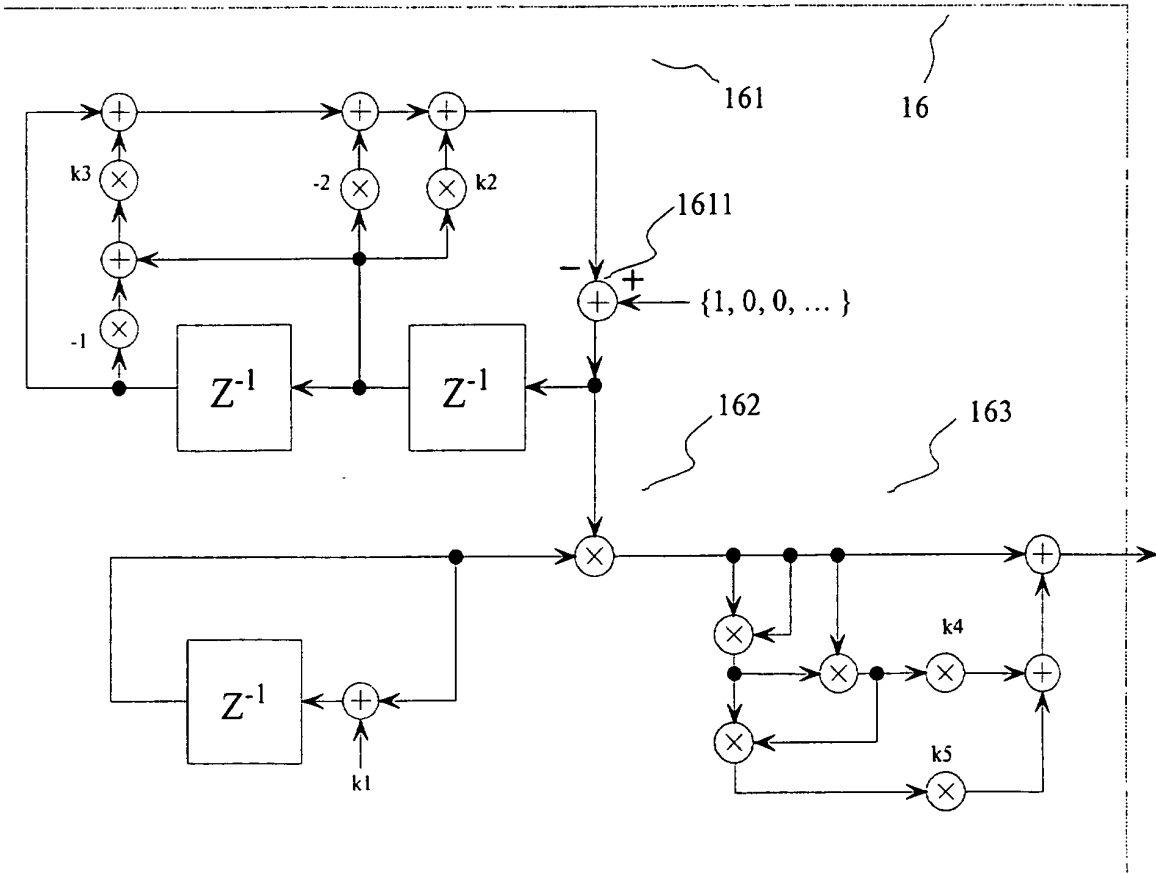 161
16
k3
-2
k2
1611
− +
{1, 0, 0, ... }
-1
Z⁻¹
Z⁻¹
162
163
k4
Z⁻¹
k1
k5